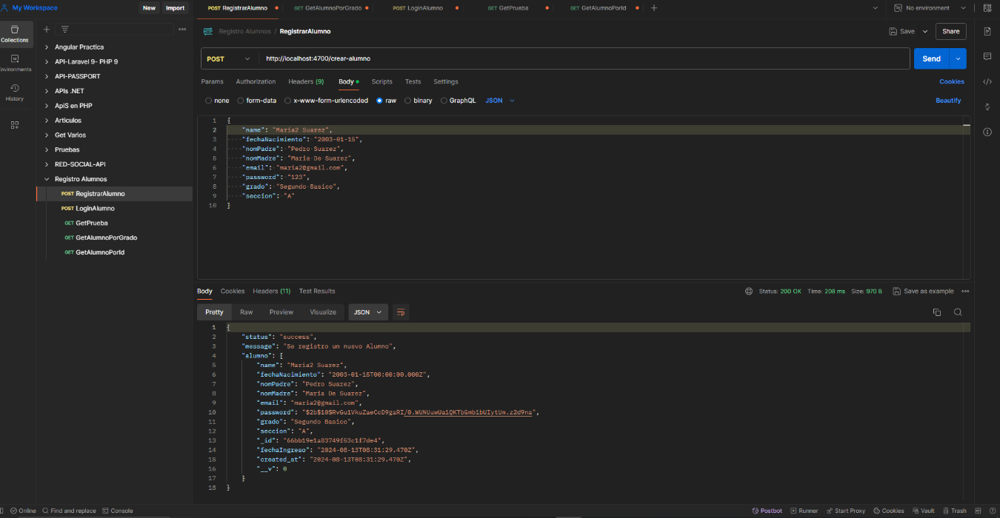 My Workspace
New
Import
POST RegistrarAlumno
GET GetAlumnoPorGrado
POST LoginAlumno
GET GetPrueba
GET GetAlumnoPorId
No environment
Collections
Environments
History
Angular Practica
API-Laravel 9- PHP 9
API-PASSPORT
APIs .NET
ApiS en PHP
Articulos
Get Varios
Pruebas
RED-SOCIAL-API
Registro Alumnos
POST RegistrarAlumno
POST LoginAlumno
GET GetPrueba
GET GetAlumnoPorGrado
GET GetAlumnoPorId
Registro Alumnos / RegistrarAlumno
Save
Share
POST
http://localhost:4700/crear-alumno
Send
Params Authorization Headers (9) Body Scripts Tests Settings
Cookies
none form-data x-www-form-urlencoded raw binary GraphQL JSON
Beautify
1 {
2 "name": "Maria2 Suarez",
3 "fechaNacimiento": "2003-01-15",
4 "nomPadre": "Pedro Suarez",
5 "nomMadre": "Maria De Suarez",
6 "email": "maria2@gmail.com",
7 "password": "123",
8 "grado": "Segundo Basico",
9 "seccion": "A"
10 }
Body Cookies Headers (11) Test Results
Status: 200 OK Time: 208 ms Size: 970 B
Save as example
Pretty Raw Preview Visualize JSON
1 {
2 "status": "success",
3 "message": "Se registro un nuevo Alumno",
4 "alumno": {
5 "name": "Maria2 Suarez",
6 "fechaNacimiento": "2003-01-15T00:00:00.000Z",
7 "nomPadre": "Pedro Suarez",
8 "nomMadre": "Maria De Suarez",
9 "email": "maria2@gmail.com",
10 "password": "$2b$10$RvGu1VkuZaeCcD9gaRI/0.WUNUuwUa1QKTbGmb1bUIytUm.z2d9na",
11 "grado": "Segundo Basico",
12 "seccion": "A",
13 "_id": "66bb19e1a83749f53c1f7de4",
14 "fechaIngreso": "2024-08-13T08:31:29.470Z",
15 "created_at": "2024-08-13T08:31:29.470Z",
16 "__v": 0
17 }
18 }
Online
Find and replace
Console
Postbot
Runner
Start Proxy
Cookies
Vault
Trash